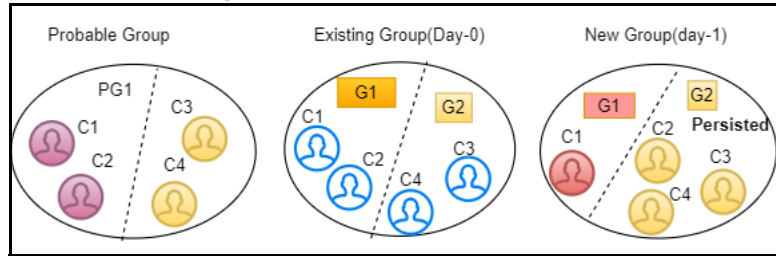 Probable Group
PG1
C1
C2
C3
C4
Existing Group(Day-0)
G1
G2
C1
C2
C4
C3
New Group(day-1)
G1
G2
Persisted
C1
C2
C3
C4